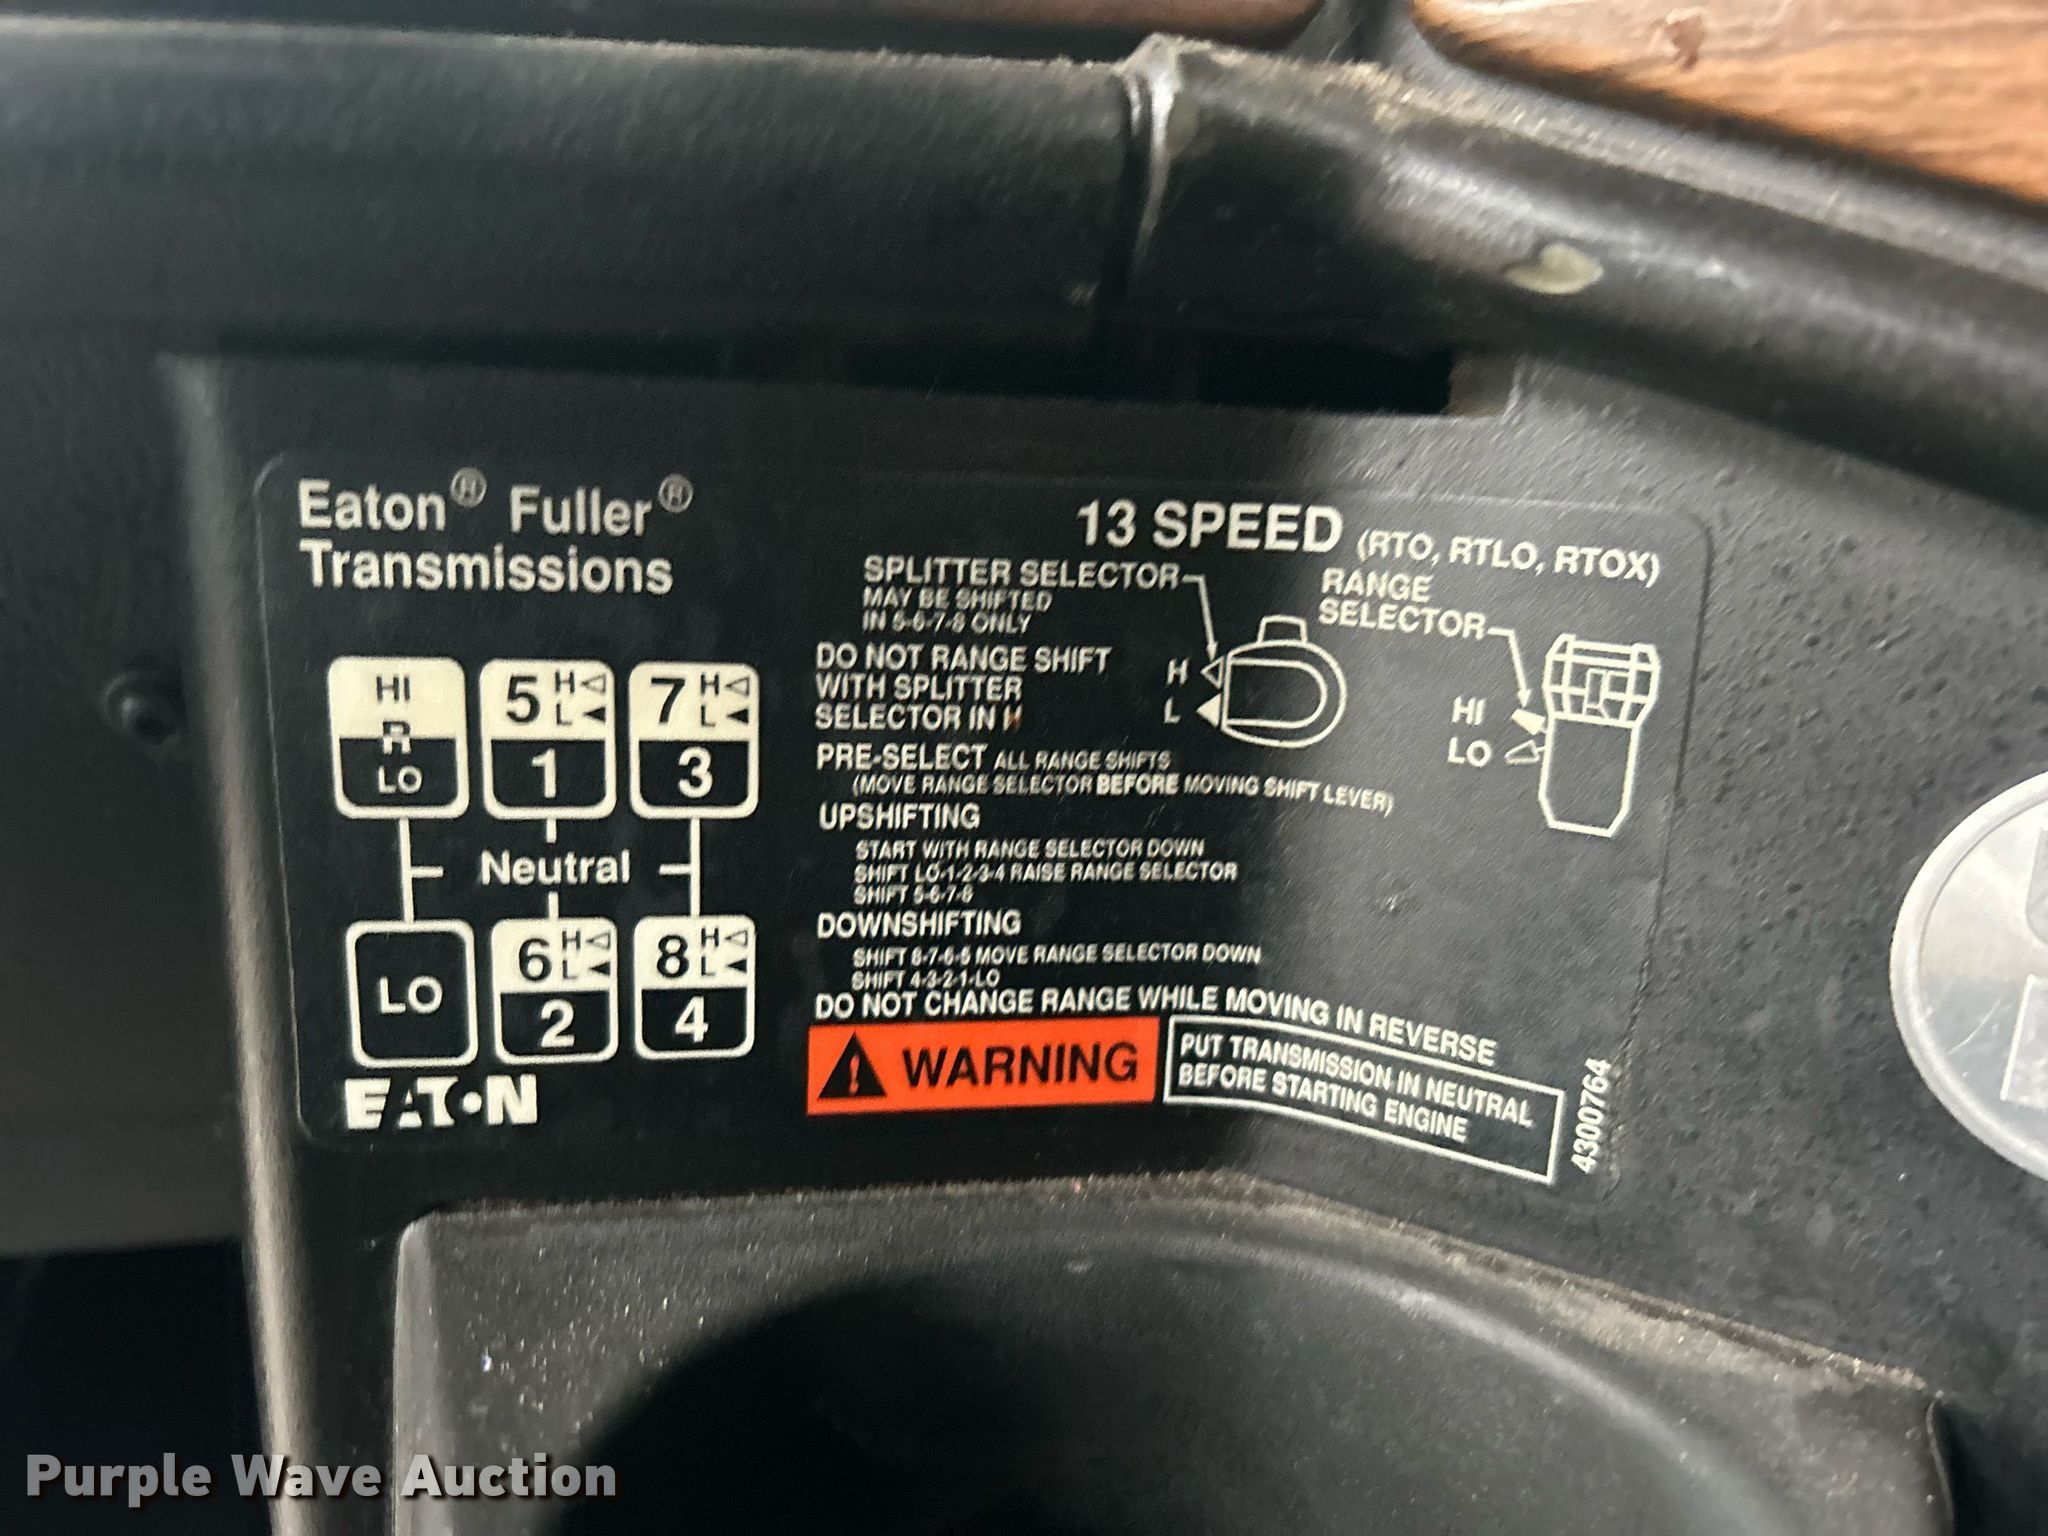 Eaton® Fuller®
Transmissions
HI
R
LO
5 H
L
1
7 H
L
3
Neutral
LO
6 H
L
2
8 H
L
4
EATON
13 SPEED (RTO, RTLO, RTOX)
SPLITTER SELECTOR
MAY BE SHIFTED
IN 5-6-7-8 ONLY
RANGE
SELECTOR
H
L
HI
LO
DO NOT RANGE SHIFT
WITH SPLITTER
SELECTOR IN H
PRE-SELECT ALL RANGE SHIFTS
(MOVE RANGE SELECTOR BEFORE MOVING SHIFT LEVER)
UPSHIFTING
START WITH RANGE SELECTOR DOWN
SHIFT LO-1-2-3-4 RAISE RANGE SELECTOR
SHIFT 5-6-7-8
DOWNSHIFTING
SHIFT 8-7-6-5 MOVE RANGE SELECTOR DOWN
SHIFT 4-3-2-1-LO
DO NOT CHANGE RANGE WHILE MOVING IN REVERSE
WARNING
PUT TRANSMISSION IN NEUTRAL
BEFORE STARTING ENGINE
4300764
Purple Wave Auction